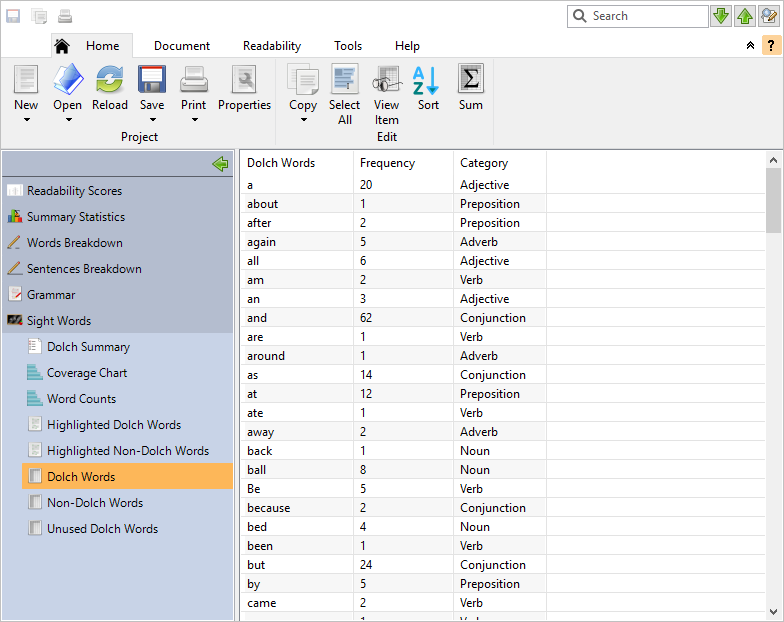 Search
Home Document Readability Tools Help
?
New Open Reload Save Print Properties Copy Select All View Item Sort Sum
Project Edit
Readability Scores
Summary Statistics
Words Breakdown
Sentences Breakdown
Grammar
Sight Words
Dolch Summary
Coverage Chart
Word Counts
Highlighted Dolch Words
Highlighted Non-Dolch Words
Dolch Words
Non-Dolch Words
Unused Dolch Words
Dolch Words Frequency Category
a 20 Adjective
about 1 Preposition
after 2 Preposition
again 5 Adverb
all 6 Adjective
am 2 Verb
an 3 Adjective
and 62 Conjunction
are 1 Verb
around 1 Adverb
as 14 Conjunction
at 12 Preposition
ate 1 Verb
away 2 Adverb
back 1 Noun
ball 8 Noun
Be 5 Verb
because 2 Conjunction
bed 4 Noun
been 1 Verb
but 24 Conjunction
by 5 Preposition
came 2 Verb